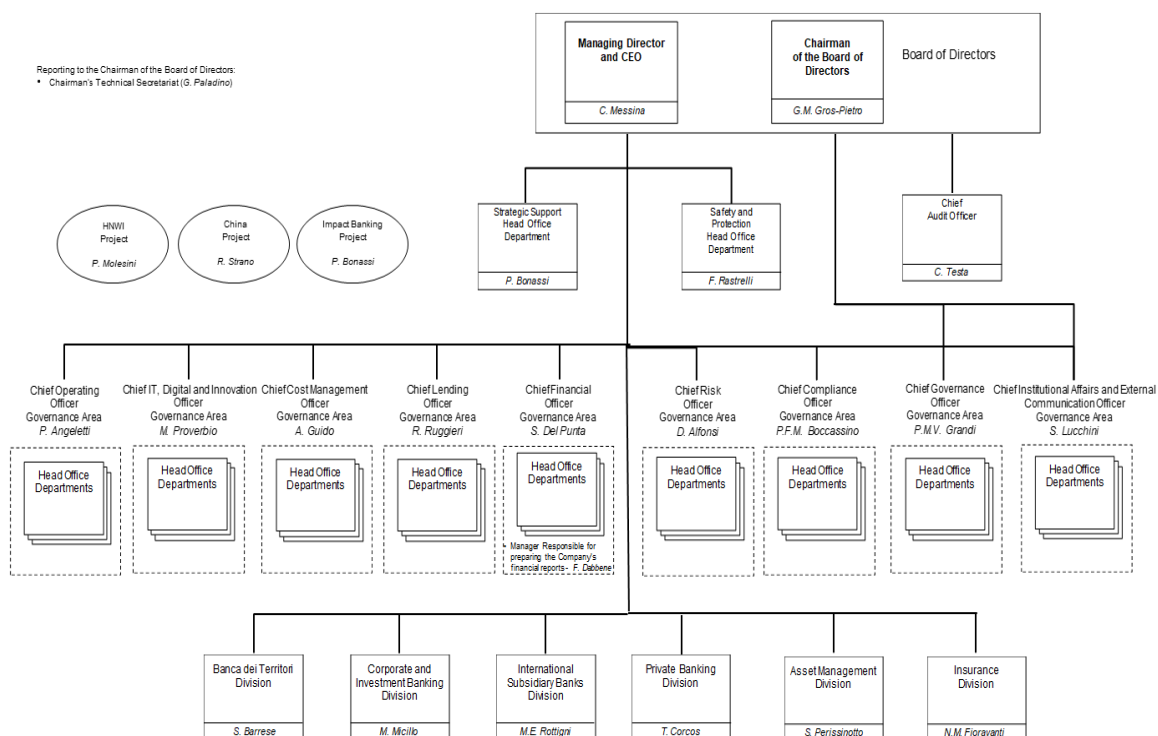 Managing Director
and CEO
C. Messina
Chairman
of the Board of
Directors
G.M. Gros-Pietro
Board of Directors
Reporting to the Chairman of the Board of Directors:
• Chairman's Technical Secretariat (G. Paladino)
HNWI
Project
P. Molesini
China
Project
R. Strano
Impact Banking
Project
P. Bonassi
Strategic Support
Head Office
Department
P. Bonassi
Safety and
Protection
Head Office
Department
F. Rastrelli
Chief
Audit Officer
C. Testa
Chief Operating
Officer
Governance Area
P. Angeletti
Chief IT, Digital and Innovation
Officer
Governance Area
M. Proverbio
Chief Cost Management
Officer
Governance Area
A. Guido
Chief Lending
Officer
Governance Area
R. Ruggieri
Chief Financial
Officer
Governance Area
S. Del Punta
Chief Risk
Officer
Governance Area
D. Alfonsi
Chief Compliance
Officer
Governance Area
P.F.M. Boccassino
Chief Governance
Officer
Governance Area
P.M.V. Grandi
Chief Institutional Affairs and External
Communication Officer
Governance Area
S. Lucchini
Head Office
Departments
Head Office
Departments
Head Office
Departments
Head Office
Departments
Head Office
Departments
- Manager Responsible for
preparing the Company's
financial reports - F. Dabbene
Head Office
Departments
Head Office
Departments
Head Office
Departments
Head Office
Departments
Banca dei Territori
Division
S. Barrese
Corporate and
Investment Banking
Division
M. Micillo
International
Subsidiary Banks
Division
M.E. Rottigni
Private Banking
Division
T. Corcos
Asset Management
Division
S. Perissinotto
Insurance
Division
N.M. Fioravanti